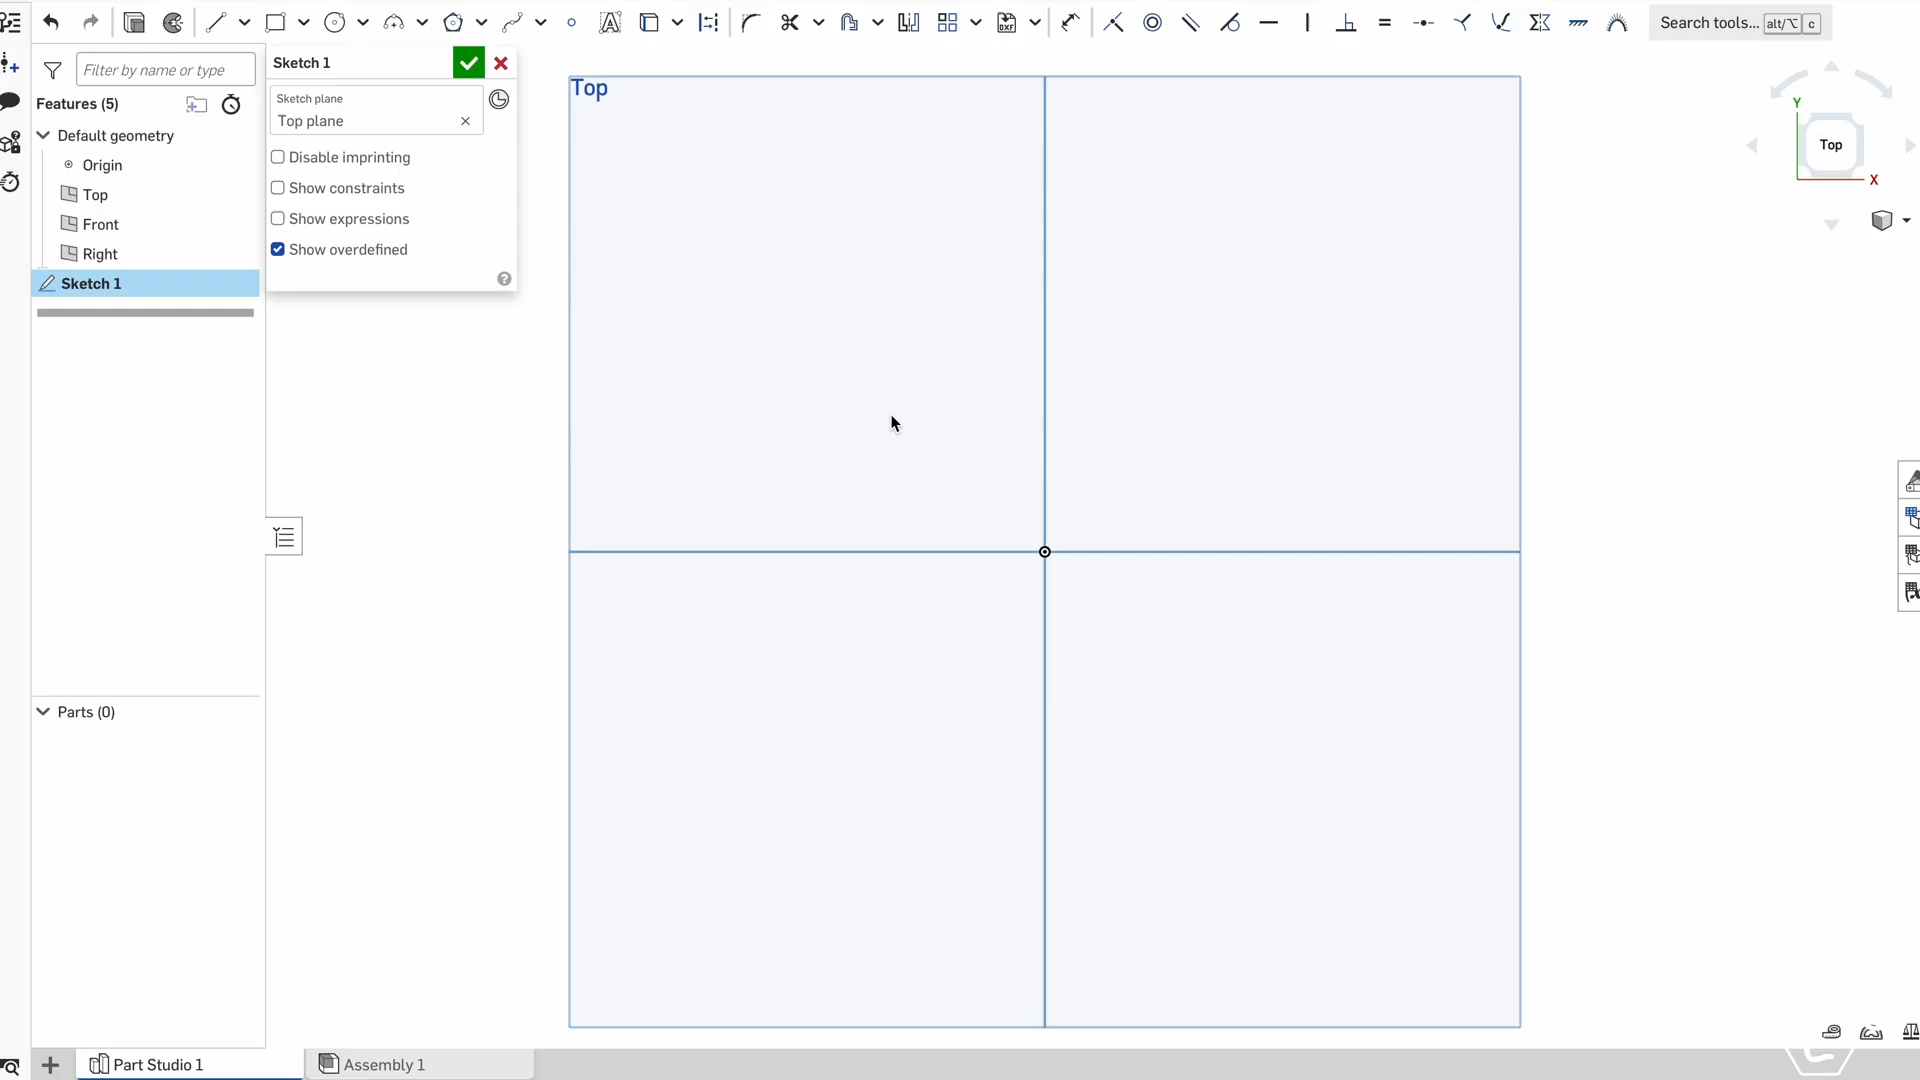 Search tools... alt/⌥ c
Filter by name or type
Features (5)
Default geometry
Origin
Top
Front
Right
Sketch 1
Parts (0)
Sketch 1
Sketch plane
Top plane
Disable imprinting
Show constraints
Show expressions
Show overdefined
Top
Y
Top
X
Part Studio 1
Assembly 1